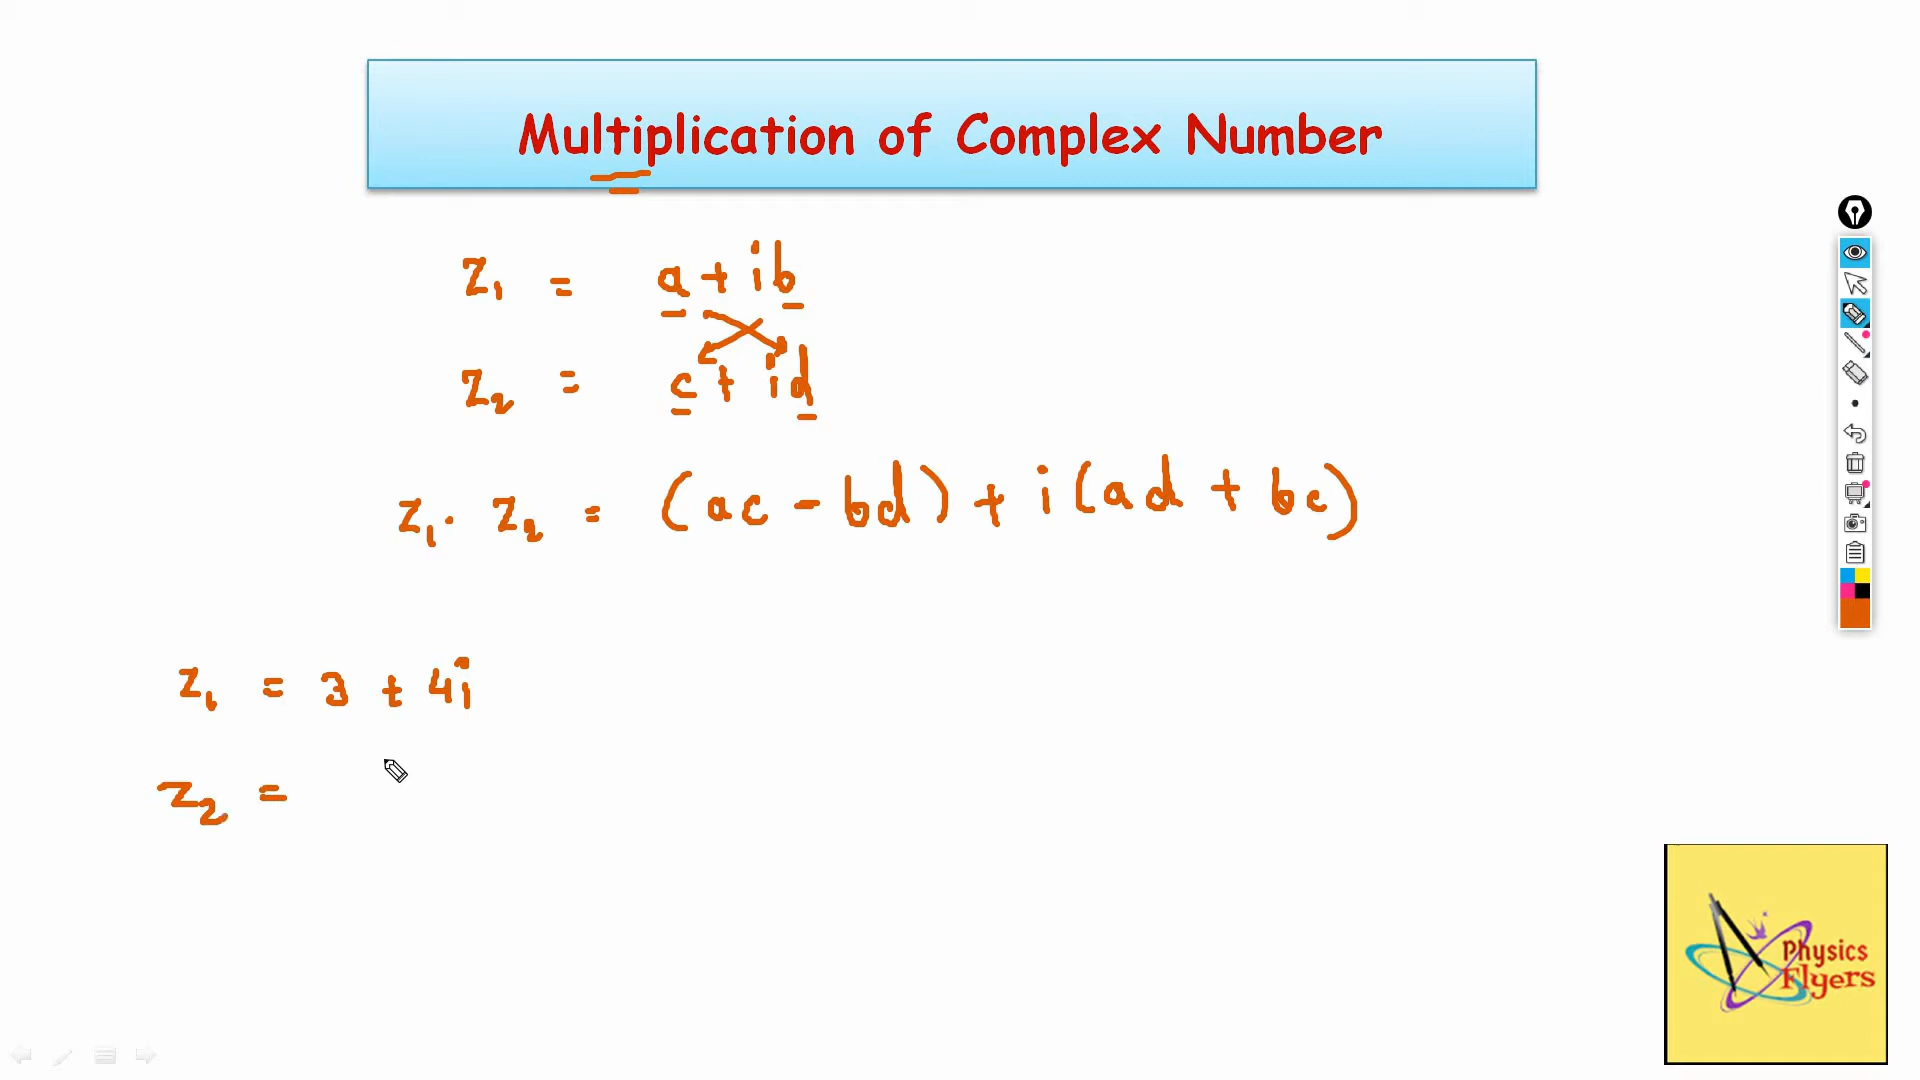 Multiplication of Complex Number
z₁ = a + ib
z₂ = c + id
z₁ · z₂ = (ac - bd) + i(ad + bc)
z₁ = 3 + 4i
z₂ =
Physics
Flyers